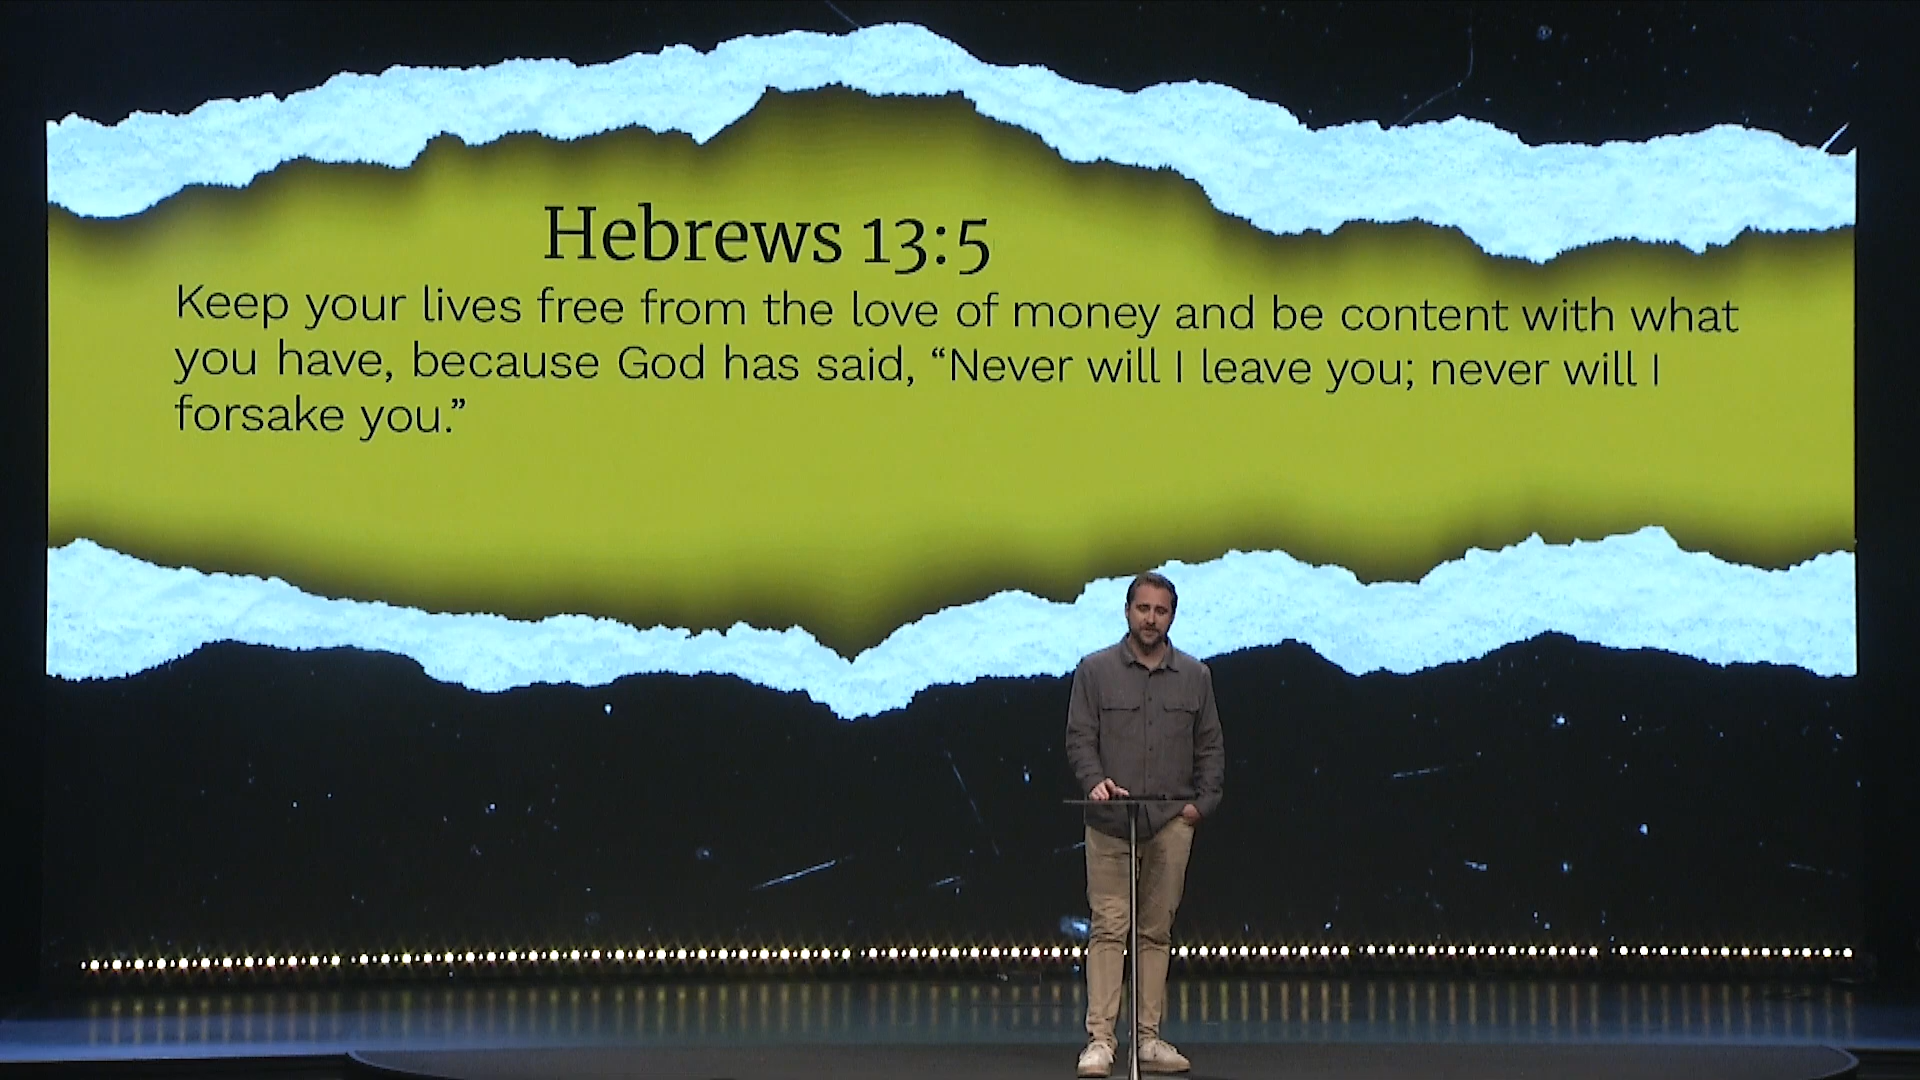 Hebrews 13:5
Keep your lives free from the love of money and be content with what
you have, because God has said, “Never will I leave you; never will I
forsake you.”